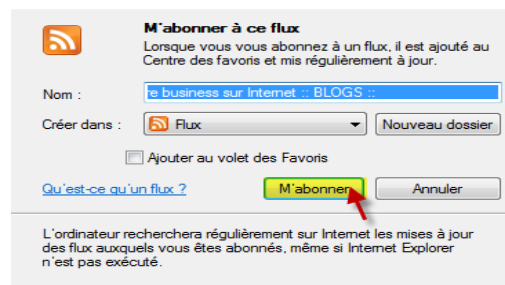 M'abonner à ce flux
Lorsque vous vous abonnez à un flux, il est ajouté au
Centre des favoris et mis régulièrement à jour.
Nom :
re business sur Internet :: BLOGS ::
Créer dans :
Flux
Nouveau dossier
Ajouter au volet des Favoris
Qu'est-ce qu'un flux ?
M'abonner
Annuler
L'ordinateur recherchera régulièrement sur Internet les mises à jour
des flux auxquels vous êtes abonnés, même si Internet Explorer
n'est pas exécuté.